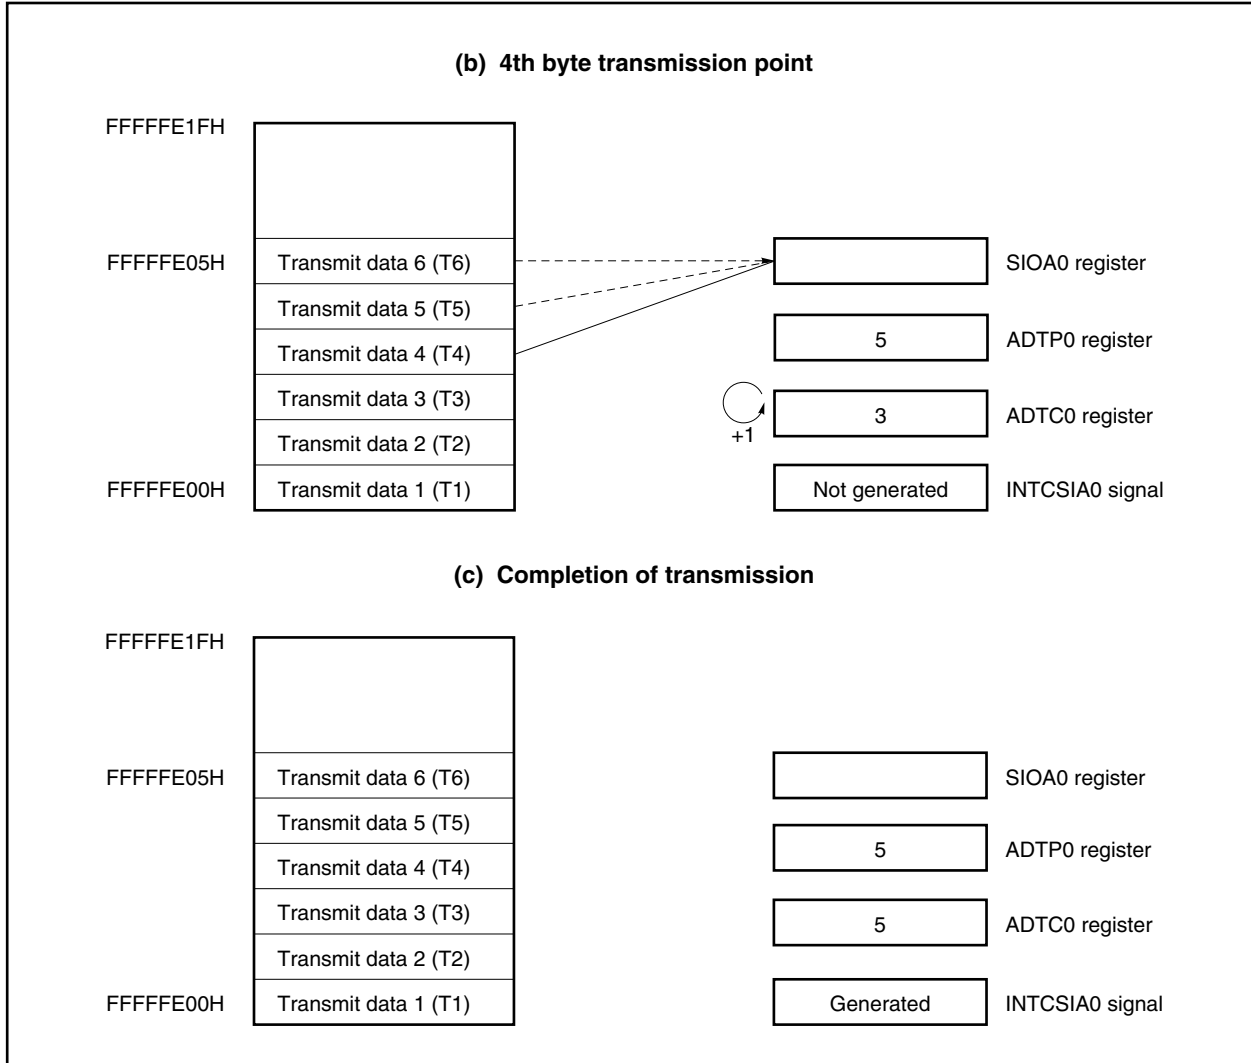 (b) 4th byte transmission point
FFFFFE1FH
FFFFFE05H Transmit data 6 (T6) SIOA0 register
Transmit data 5 (T5)
Transmit data 4 (T4) 5 ADTP0 register
Transmit data 3 (T3) 3 ADTC0 register
Transmit data 2 (T2) +1
FFFFFE00H Transmit data 1 (T1) Not generated INTCSIA0 signal
(c) Completion of transmission
FFFFFE1FH
FFFFFE05H Transmit data 6 (T6) SIOA0 register
Transmit data 5 (T5)
5 ADTP0 register
Transmit data 4 (T4)
Transmit data 3 (T3) 5 ADTC0 register
Transmit data 2 (T2)
FFFFFE00H Transmit data 1 (T1) Generated INTCSIA0 signal